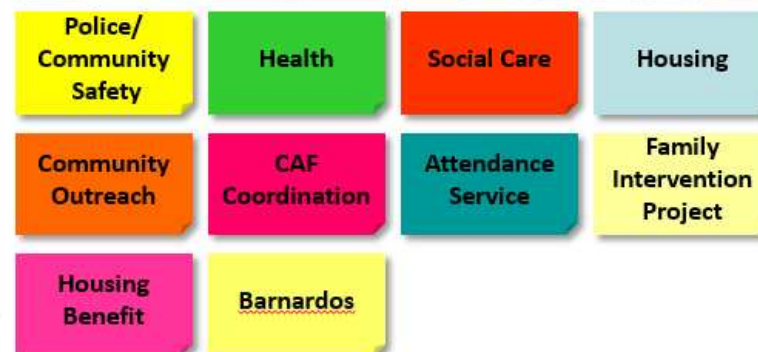 Police/
Community
Safety
Health
Social Care
Housing
Community
Outreach
CAF
Coordination
Attendance
Service
Family
Intervention
Project
Housing
Benefit
Barnardos